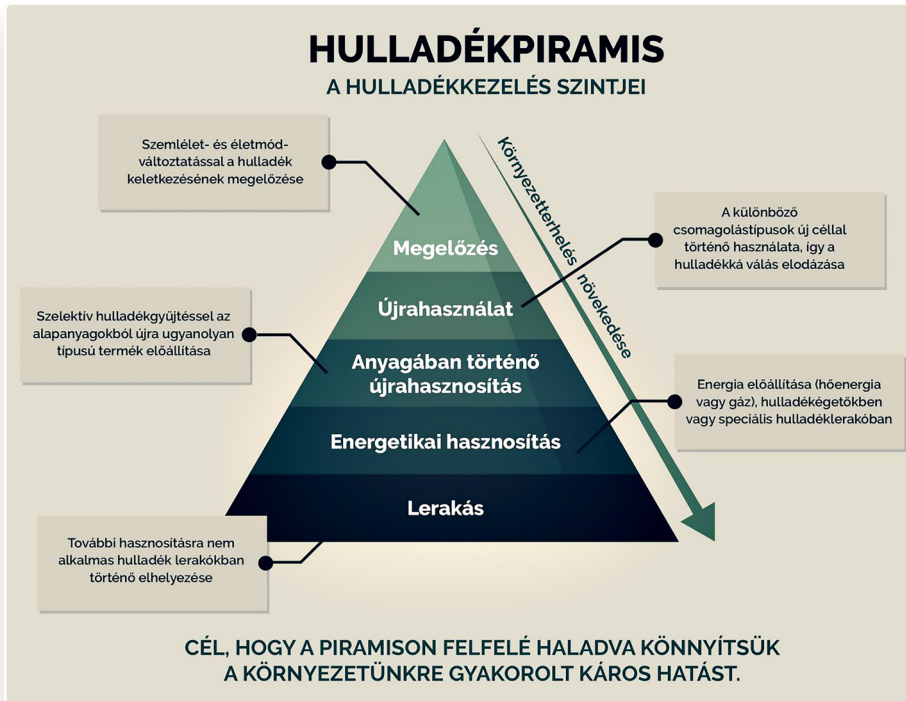 HULLADÉKPIRAMIS
A HULLADÉKKEZELÉS SZINTJEI
Szemlélet- és életmód-
változtatással a hulladék
keletkezésének megelőzése
Környezetterhelés növekedése
Megelőzés
A különböző
csomagolástípusok új céllal
történő használata, így a
hulladékká válás elodázása
Újrahasználat
Szelektív hulladékgyűjtéssel az
alapanyagokból újra ugyanolyan
típusú termék előállítása
Anyagában történő
újrahasznosítás
Energia előállítása (hőenergia
vagy gáz), hulladékégetőkben
vagy speciális hulladéklerakóban
Energetikai hasznosítás
Lerakás
További hasznosításra nem
alkalmas hulladék lerakókban
történő elhelyezése
CÉL, HOGY A PIRAMISON FELFELÉ HALADVA KÖNNYÍTSÜK
A KÖRNYEZETÜNKRE GYAKOROLT KÁROS HATÁST.